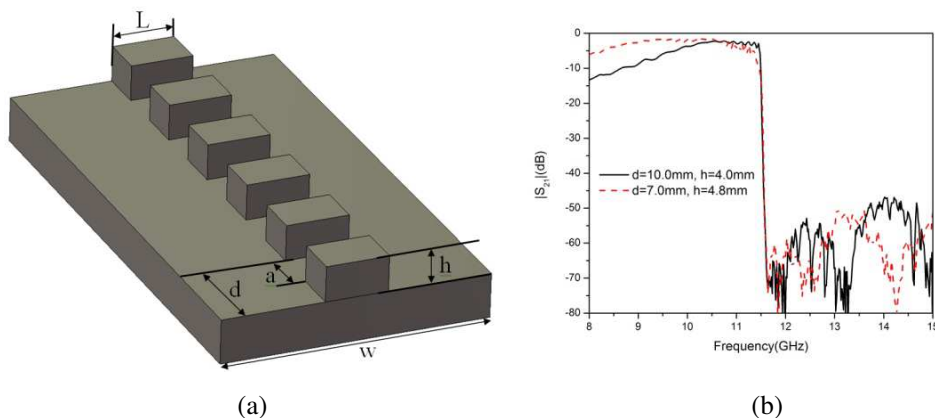 L
a
d
h
w
(a)
|S21|(dB)
0
-10
-20
-30
-40
-50
-60
-70
-80
d=10.0mm, h=4.0mm
d=7.0mm, h=4.8mm
8 9 10 11 12 13 14 15
Frequency(GHz)
(b)